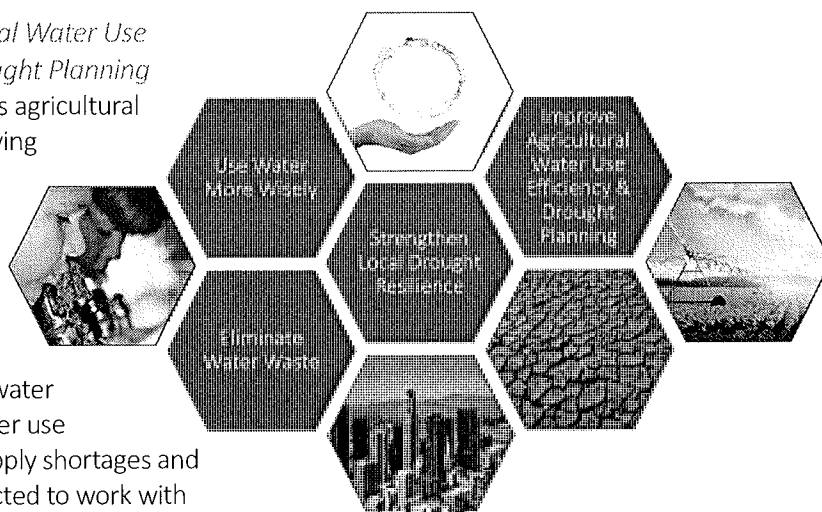 al Water Use
ught Planning
s agricultural
ving
Use Water
More Wisely
Improve
Agricultural
Water Use
Efficiency &
Drought
Planning
Strengthen
Local Drought
Resilience
Eliminate
Water Waste
water
er use
pply shortages and
cted to work with